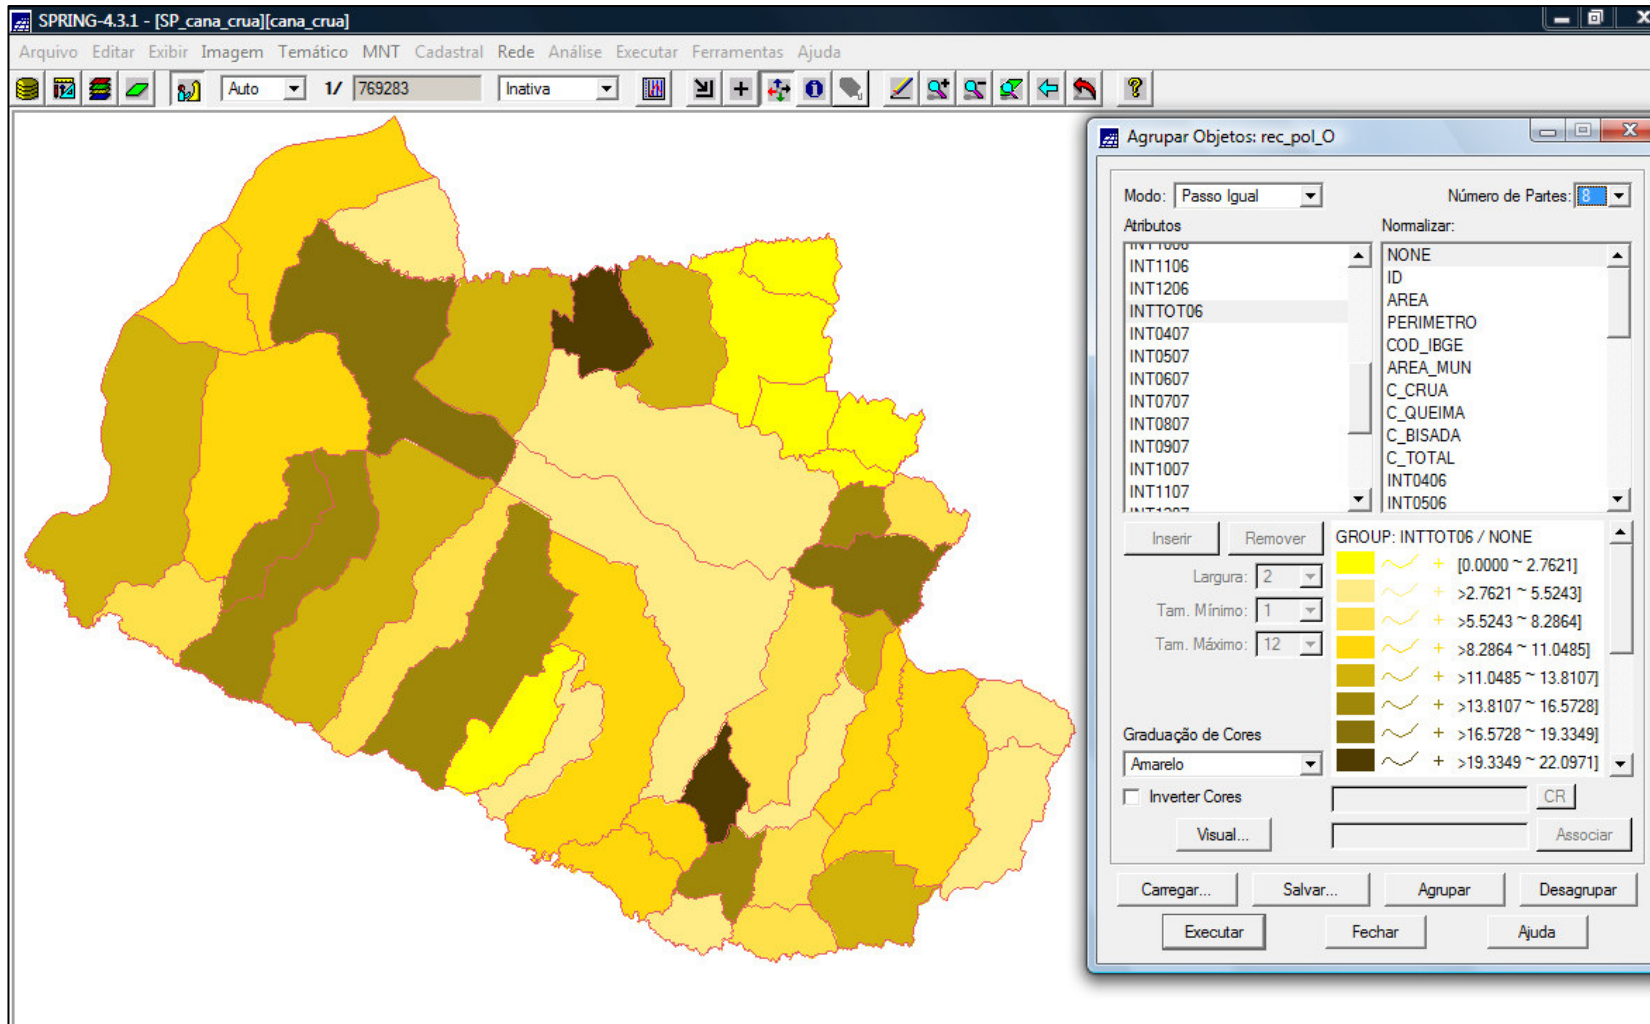 SPRING-4.3.1 - [SP_cana_crua][cana_crua]
Arquivo Editar Exibir Imagem Temático MNT Cadastral Rede Análise Executar Ferramentas Ajuda
Auto 1/ 769283 Inativa
Agrupar Objetos: rec_pol_O
Modo: Passo Igual Número de Partes: 8
Atributos
INT1006
INT1106
INT1206
INTTOT06
INT0407
INT0507
INT0607
INT0707
INT0807
INT0907
INT1007
INT1107
INT1207
Normalizar:
NONE
ID
AREA
PERIMETRO
COD_IBGE
AREA_MUN
C_CRUA
C_QUEIMA
C_BISADA
C_TOTAL
INT0406
INT0506
Inserir Remover
Largura: 2
Tam. Mínimo: 1
Tam. Máximo: 12
GROUP: INTTOT06 / NONE
[0.0000 ~ 2.7621]
>2.7621 ~ 5.5243]
>5.5243 ~ 8.2864]
>8.2864 ~ 11.0485]
>11.0485 ~ 13.8107]
>13.8107 ~ 16.5728]
>16.5728 ~ 19.3349]
>19.3349 ~ 22.0971]
Graduação de Cores
Amarelo
Inverter Cores
CR
Visual...
Associar
Carregar... Salvar... Agrupar Desagrupar
Executar Fechar Ajuda